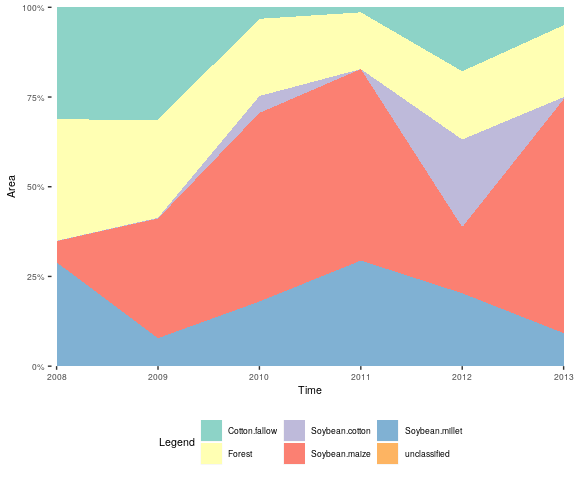 100%
75%
50%
25%
0%
Area
2008 2009 2010 2011 2012 2013
Time
Legend
Cotton.fallow Soybean.cotton Soybean.millet
Forest Soybean.maize unclassified